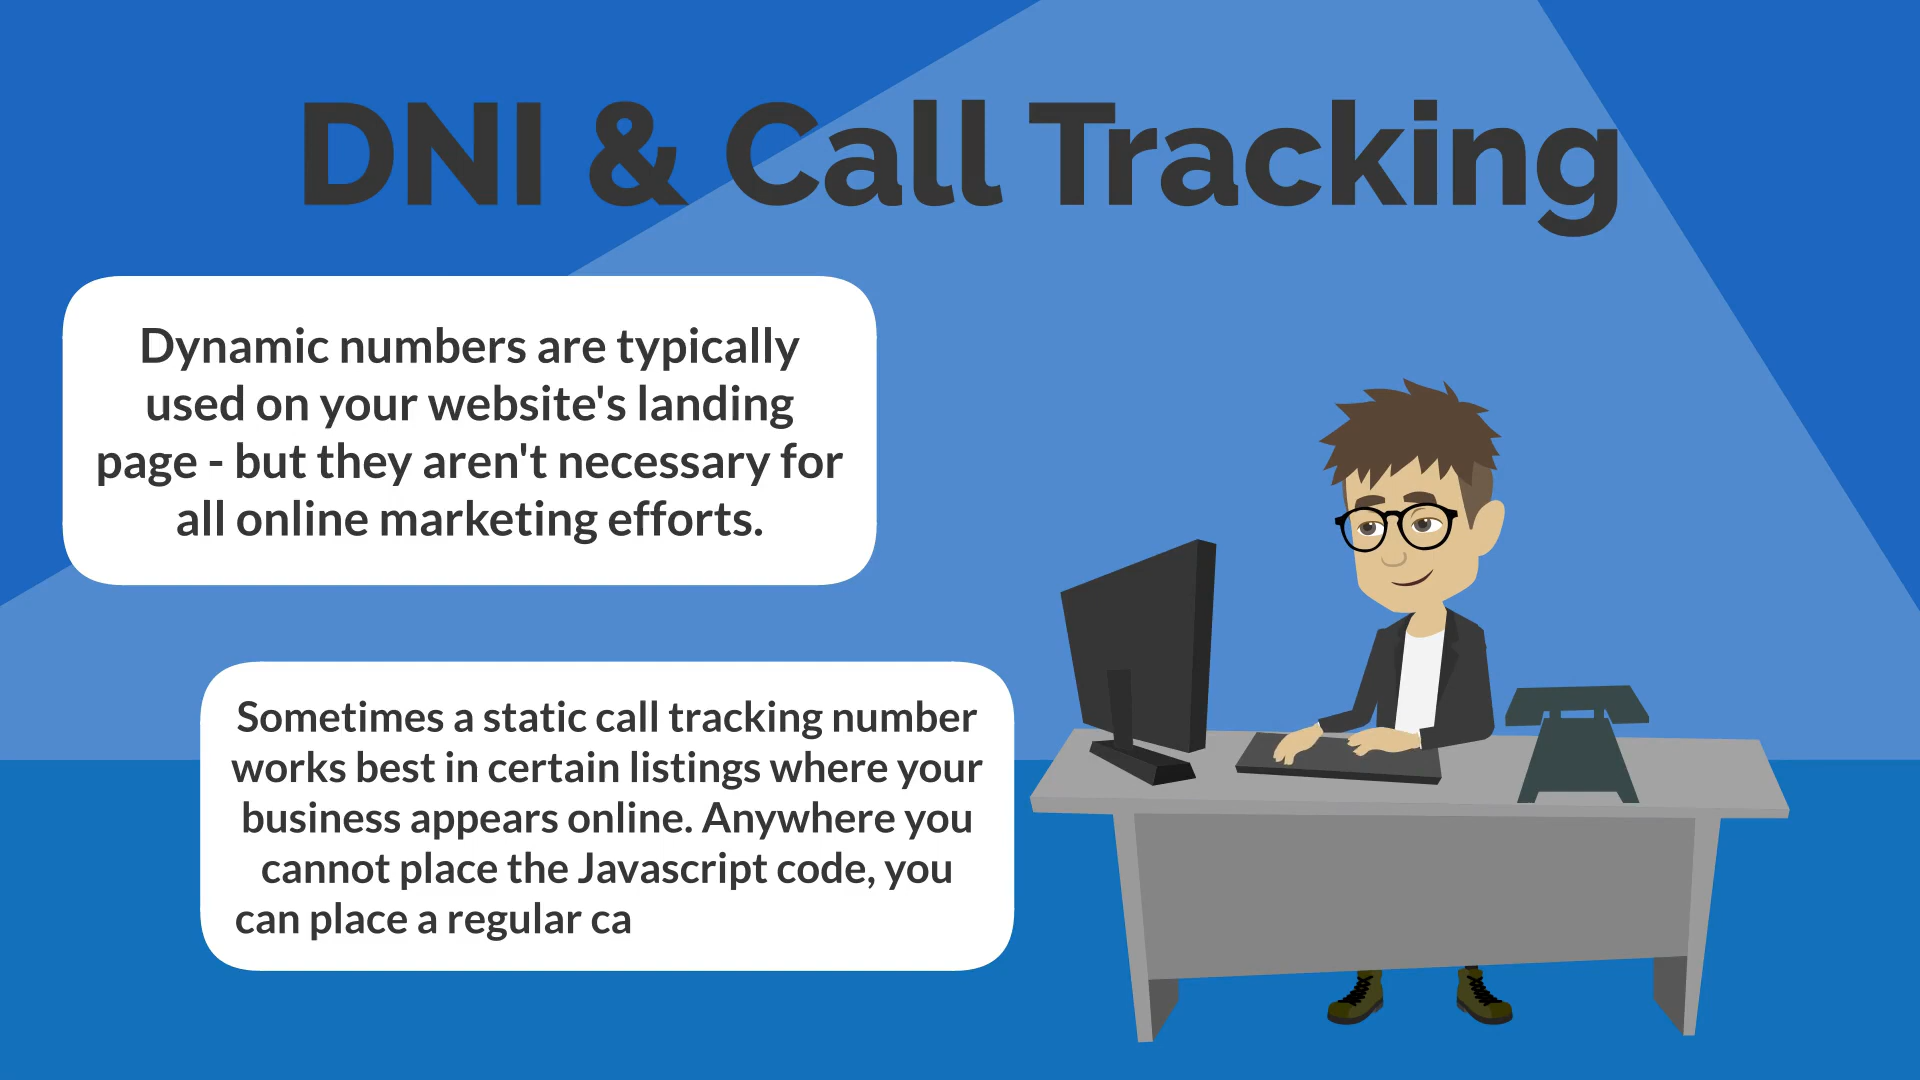 DNI & Call Tracking
Dynamic numbers are typically
used on your website's landing
page - but they aren't necessary for
all online marketing efforts.
Sometimes a static call tracking number
works best in certain listings where your
business appears online. Anywhere you
cannot place the Javascript code, you
can place a regular ca